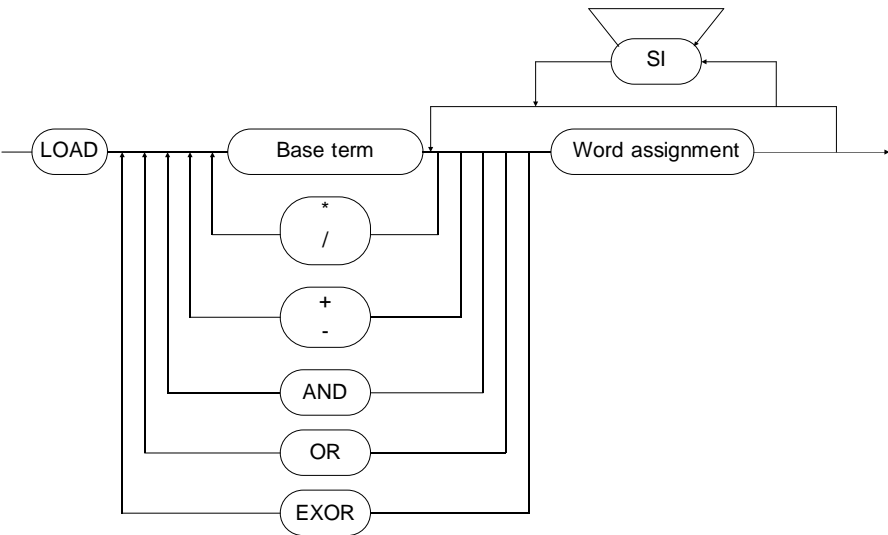 SI
LOAD
Base term
Word assignment
*
/
+
-
AND
OR
EXOR